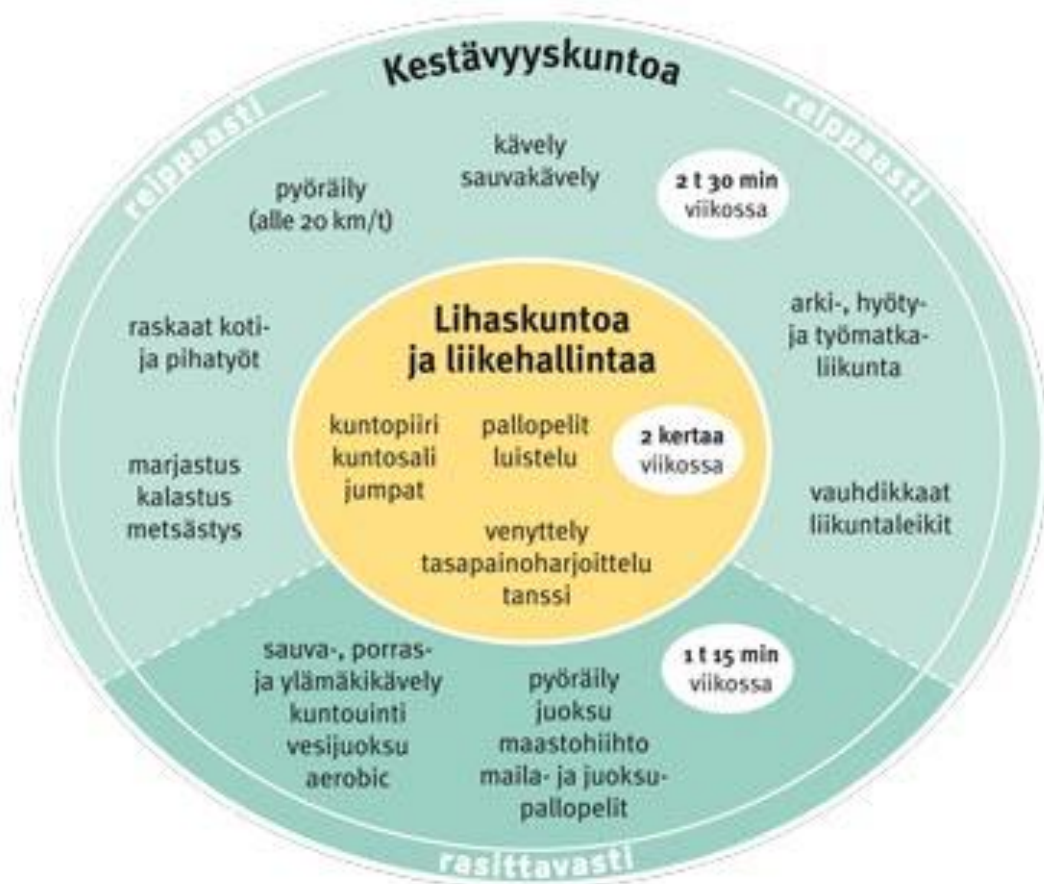 Kestävyyskuntoa
reippaasti
reippaasti
kävely
sauvakävely
2 t 30 min
viikossa
pyöräily
(alle 20 km/t)
raskaat koti-
ja pihatyöt
arki-, hyöty-
ja työmatka-
liikunta
marjastus
kalastus
metsästys
vauhdikkaat
liikuntaleikit
Lihaskuntoa
ja liikehallintaa
kuntopiiri
kuntosali
jumpat
pallopelit
luistelu
2 kertaa
viikossa
venyttely
tasapainoharjoittelu
tanssi
sauva-, porras-
ja ylämäkikävely
kuntouinti
vesijuoksu
aerobic
pyöräily
juoksu
maastohiihto
maila- ja juoksu-
pallopelit
1 t 15 min
viikossa
rasittavasti